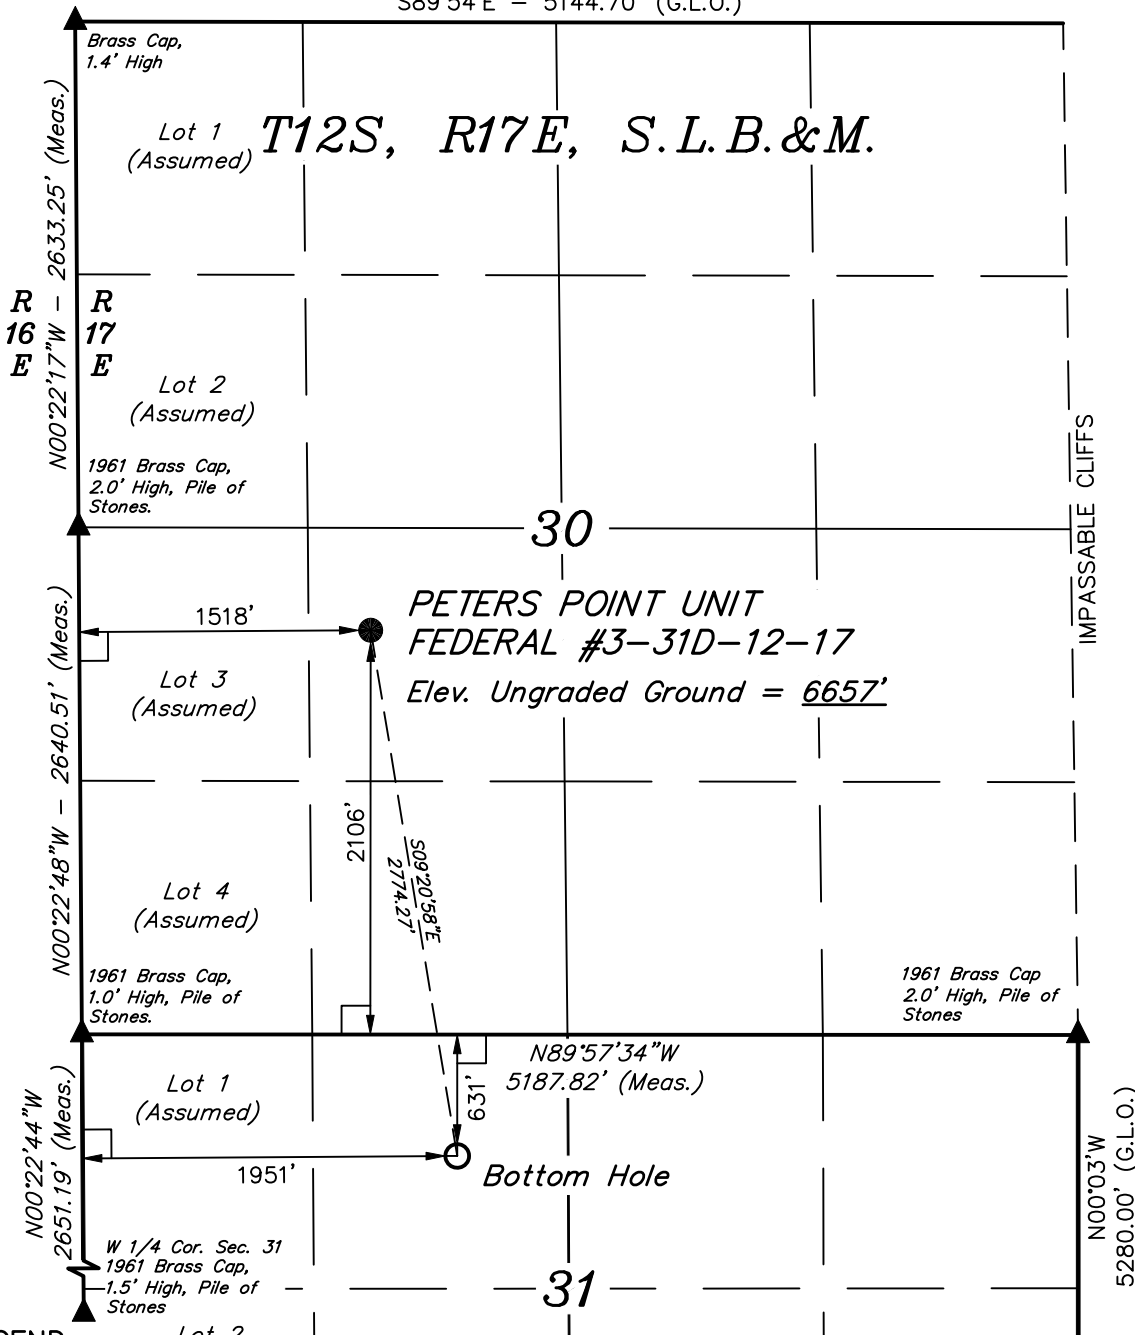 S89°54'E - 5144.70' (G.L.O.)
Brass Cap,
1.4' High
Lot 1
(Assumed)
T12S, R17E, S.L.B.&M.
N00°22'17"W - 2633.25' (Meas.)
R
16
E
R
17
E
Lot 2
(Assumed)
1961 Brass Cap,
2.0' High, Pile of
Stones.
IMPASSABLE CLIFFS
30
PETERS POINT UNIT
FEDERAL #3-31D-12-17
Elev. Ungraded Ground = 6657'
1518'
Lot 3
(Assumed)
N00°22'48"W - 2640.51' (Meas.)
2106'
S09°20'58"E
2774.27'
Lot 4
(Assumed)
1961 Brass Cap,
1.0' High, Pile of
Stones.
1961 Brass Cap
2.0' High, Pile of
Stones
N89°57'34"W
5187.82' (Meas.)
Lot 1
(Assumed)
631'
N00°22'44"W
2651.19' (Meas.)
1951'
Bottom Hole
N00°03'W
5280.00' (G.L.O.)
W 1/4 Cor. Sec. 31
1961 Brass Cap,
1.5' High, Pile of
Stones
31
Lot 2